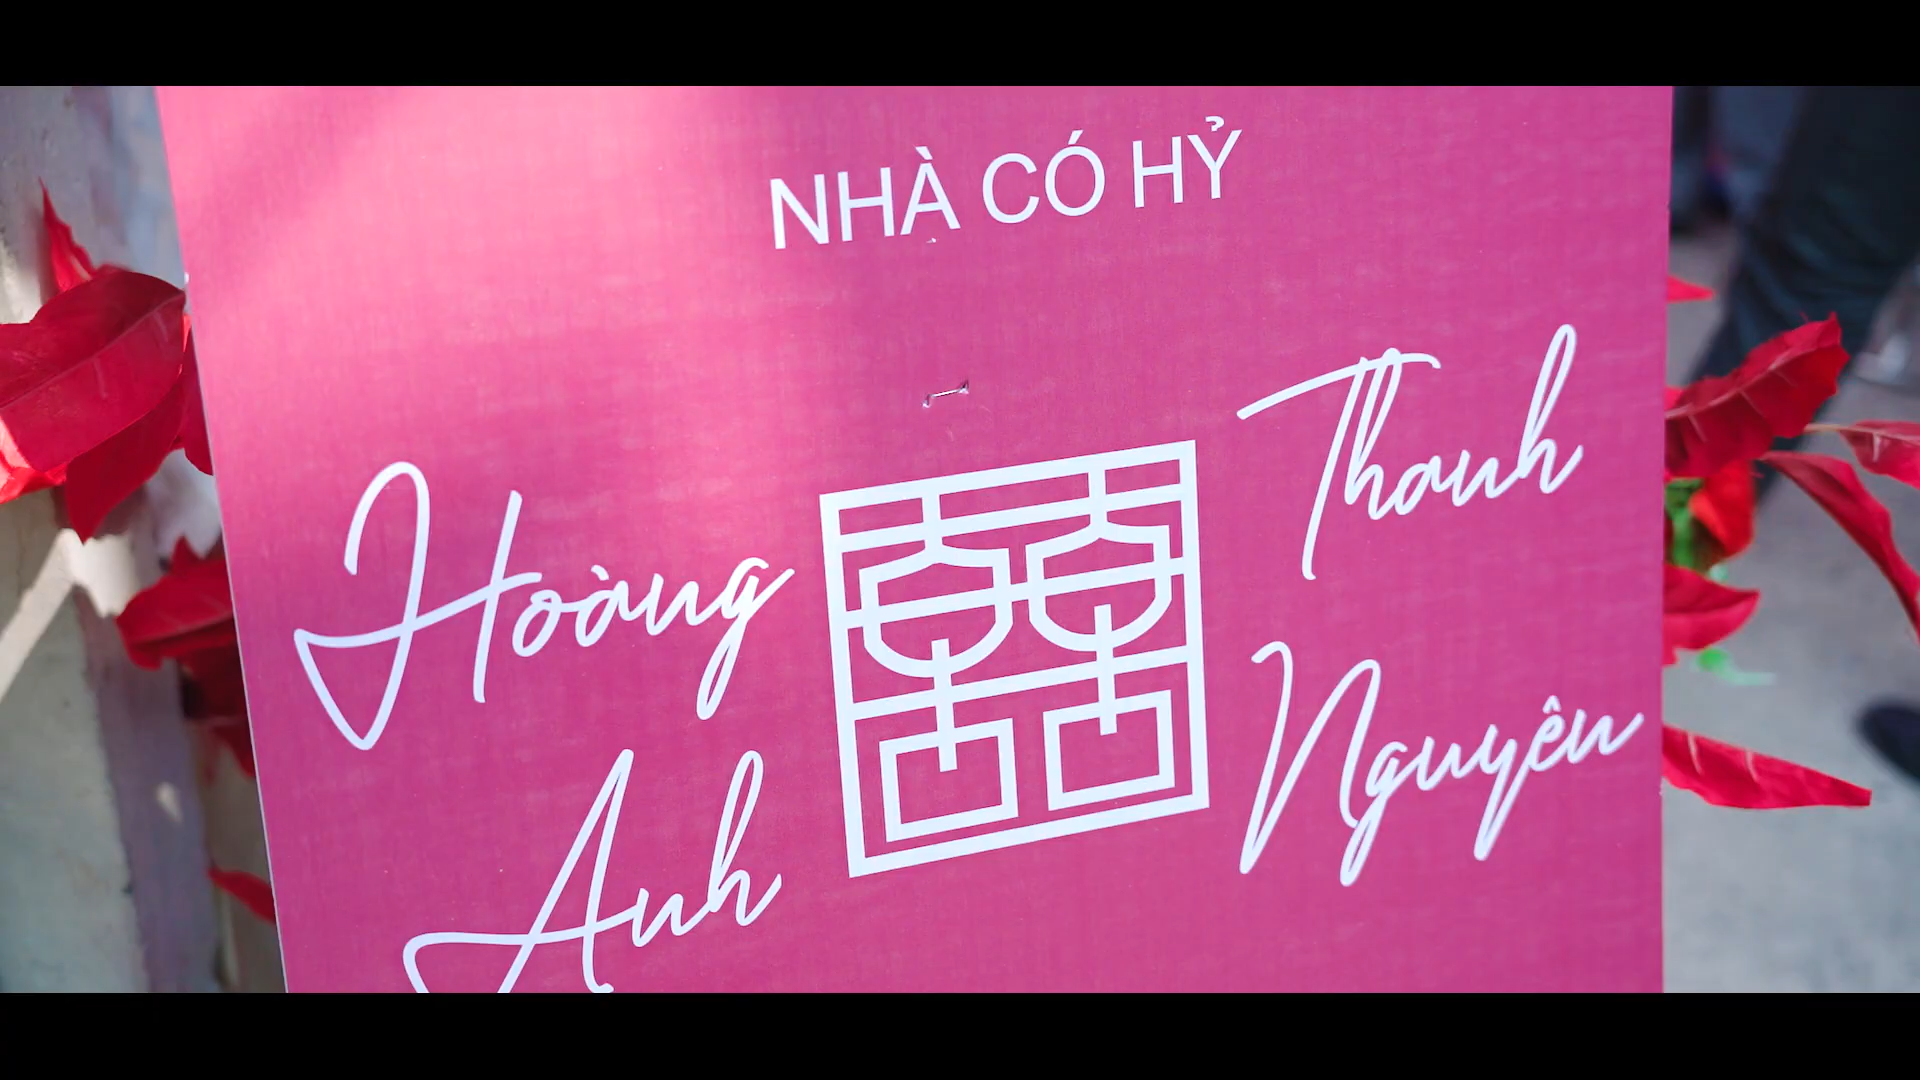 NHÀ CÓ HỶ
Hoàng
Anh
囍
Thanh
Nguyên